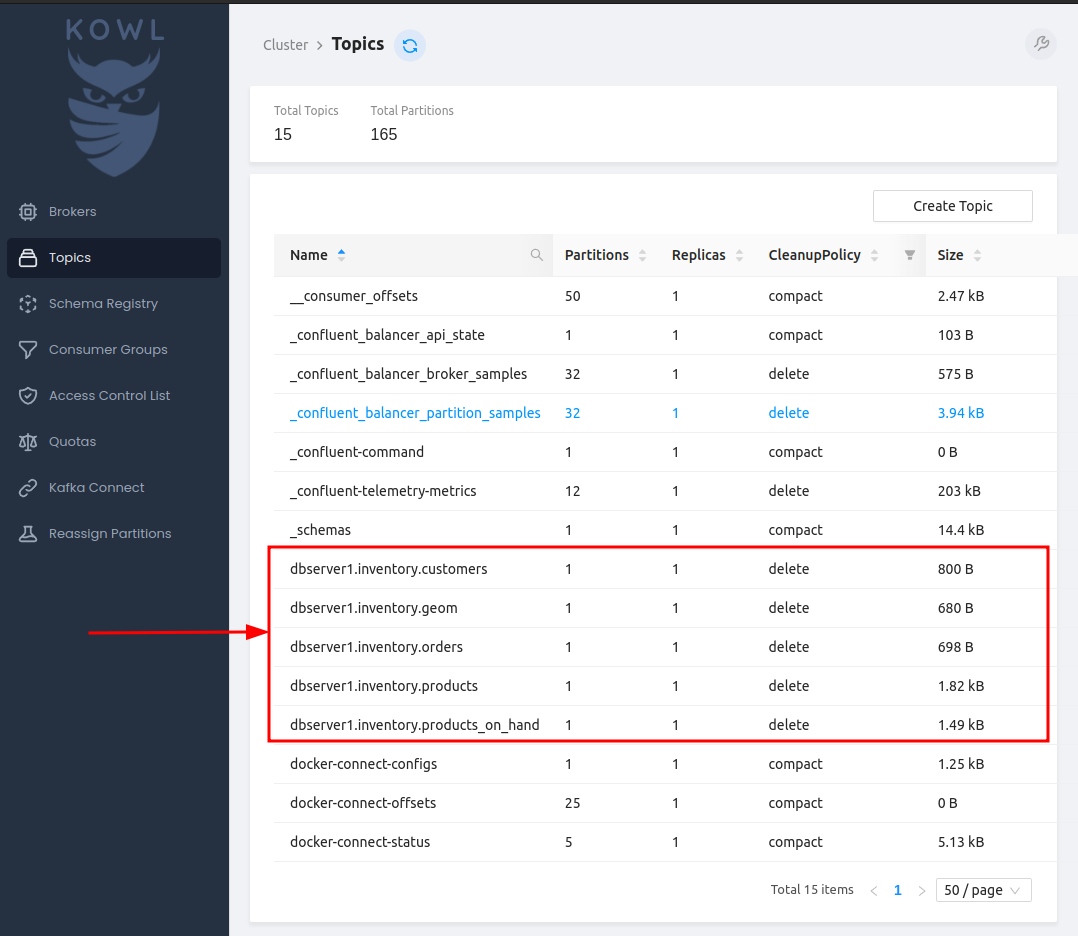 KOWL
Brokers
Topics
Schema Registry
Consumer Groups
Access Control List
Quotas
Kafka Connect
Reassign Partitions
Cluster > Topics
Total Topics Total Partitions
15 165
Create Topic
Name Partitions Replicas CleanupPolicy Size
__consumer_offsets 50 1 compact 2.47 kB
_confluent_balancer_api_state 1 1 compact 103 B
_confluent_balancer_broker_samples 32 1 delete 575 B
_confluent_balancer_partition_samples 32 1 delete 3.94 kB
_confluent-command 1 1 compact 0 B
_confluent-telemetry-metrics 12 1 delete 203 kB
_schemas 1 1 compact 14.4 kB
dbserver1.inventory.customers 1 1 delete 800 B
dbserver1.inventory.geom 1 1 delete 680 B
dbserver1.inventory.orders 1 1 delete 698 B
dbserver1.inventory.products 1 1 delete 1.82 kB
dbserver1.inventory.products_on_hand 1 1 delete 1.49 kB
docker-connect-configs 1 1 compact 1.25 kB
docker-connect-offsets 25 1 compact 0 B
docker-connect-status 5 1 compact 5.13 kB
Total 15 items < 1 > 50 / page